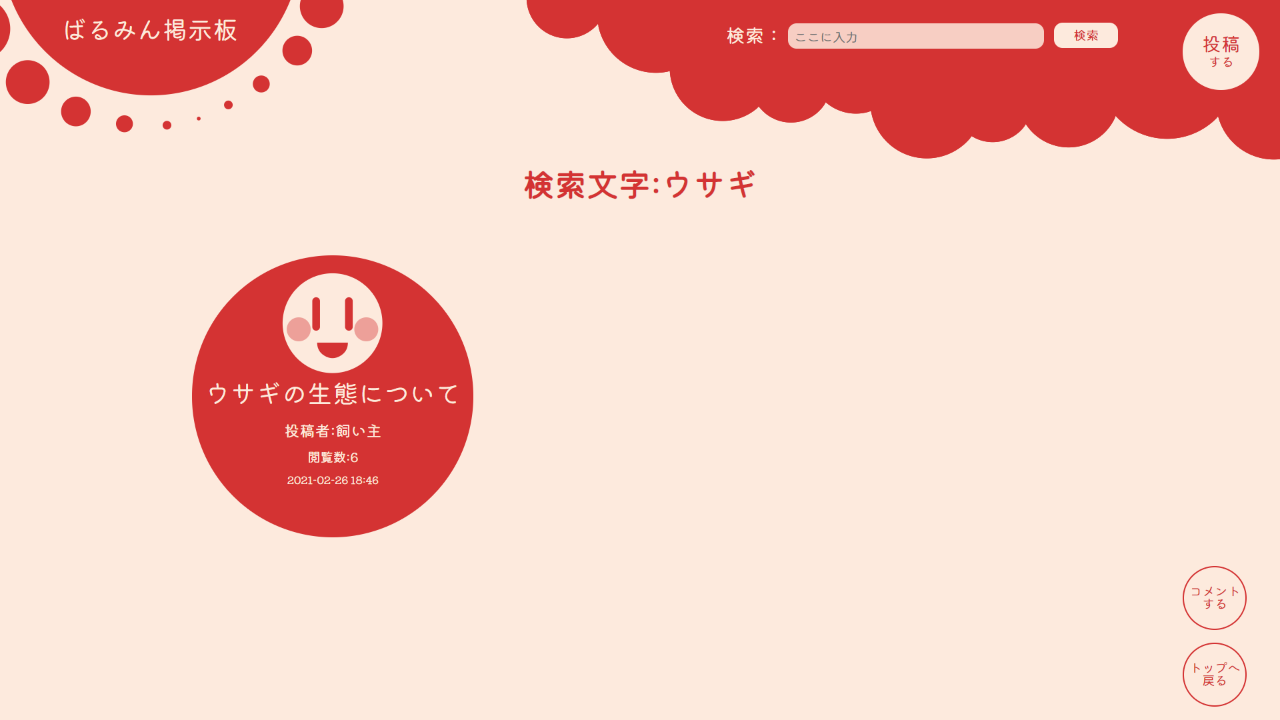 ばるみん掲示板
検索：
ここに入力
検索
投稿
する
検索文字:ウサギ
ウサギの生態について
投稿者:飼い主
閲覧数:6
2021-02-26 18:46
コメント
する
トップへ
戻る